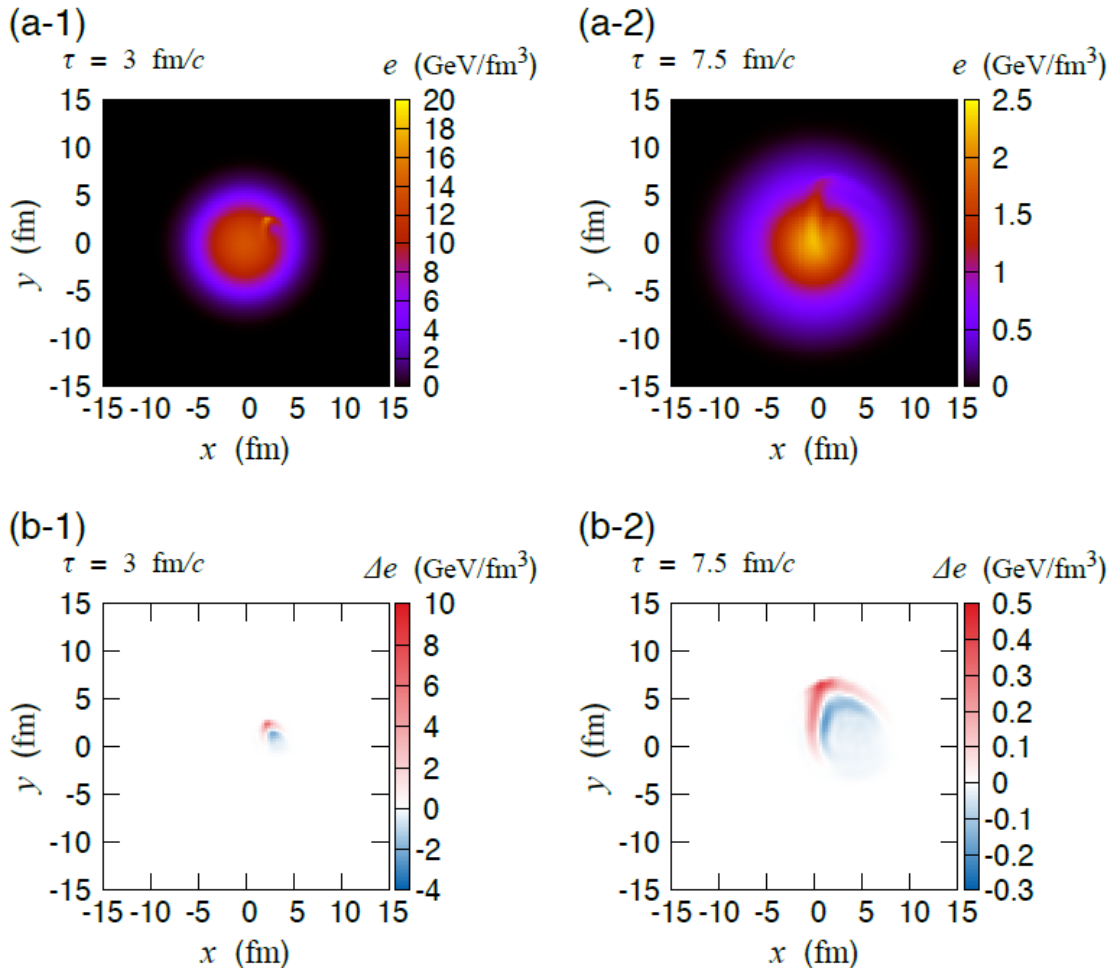 (a-1)
τ = 3 fm/c
e (GeV/fm³)
15
10
5
0
-5
-10
-15
y (fm)
-15 -10 -5 0 5 10 15
x (fm)
20
18
16
14
12
10
8
6
4
2
0
(a-2)
τ = 7.5 fm/c
e (GeV/fm³)
15
10
5
0
-5
-10
-15
y (fm)
-15 -10 -5 0 5 10 15
x (fm)
2.5
2
1.5
1
0.5
0
(b-1)
τ = 3 fm/c
Δe (GeV/fm³)
15
10
5
0
-5
-10
-15
y (fm)
-15 -10 -5 0 5 10 15
x (fm)
10
8
6
4
2
0
-2
-4
(b-2)
τ = 7.5 fm/c
Δe (GeV/fm³)
15
10
5
0
-5
-10
-15
y (fm)
-15 -10 -5 0 5 10 15
x (fm)
0.5
0.4
0.3
0.2
0.1
0
-0.1
-0.2
-0.3